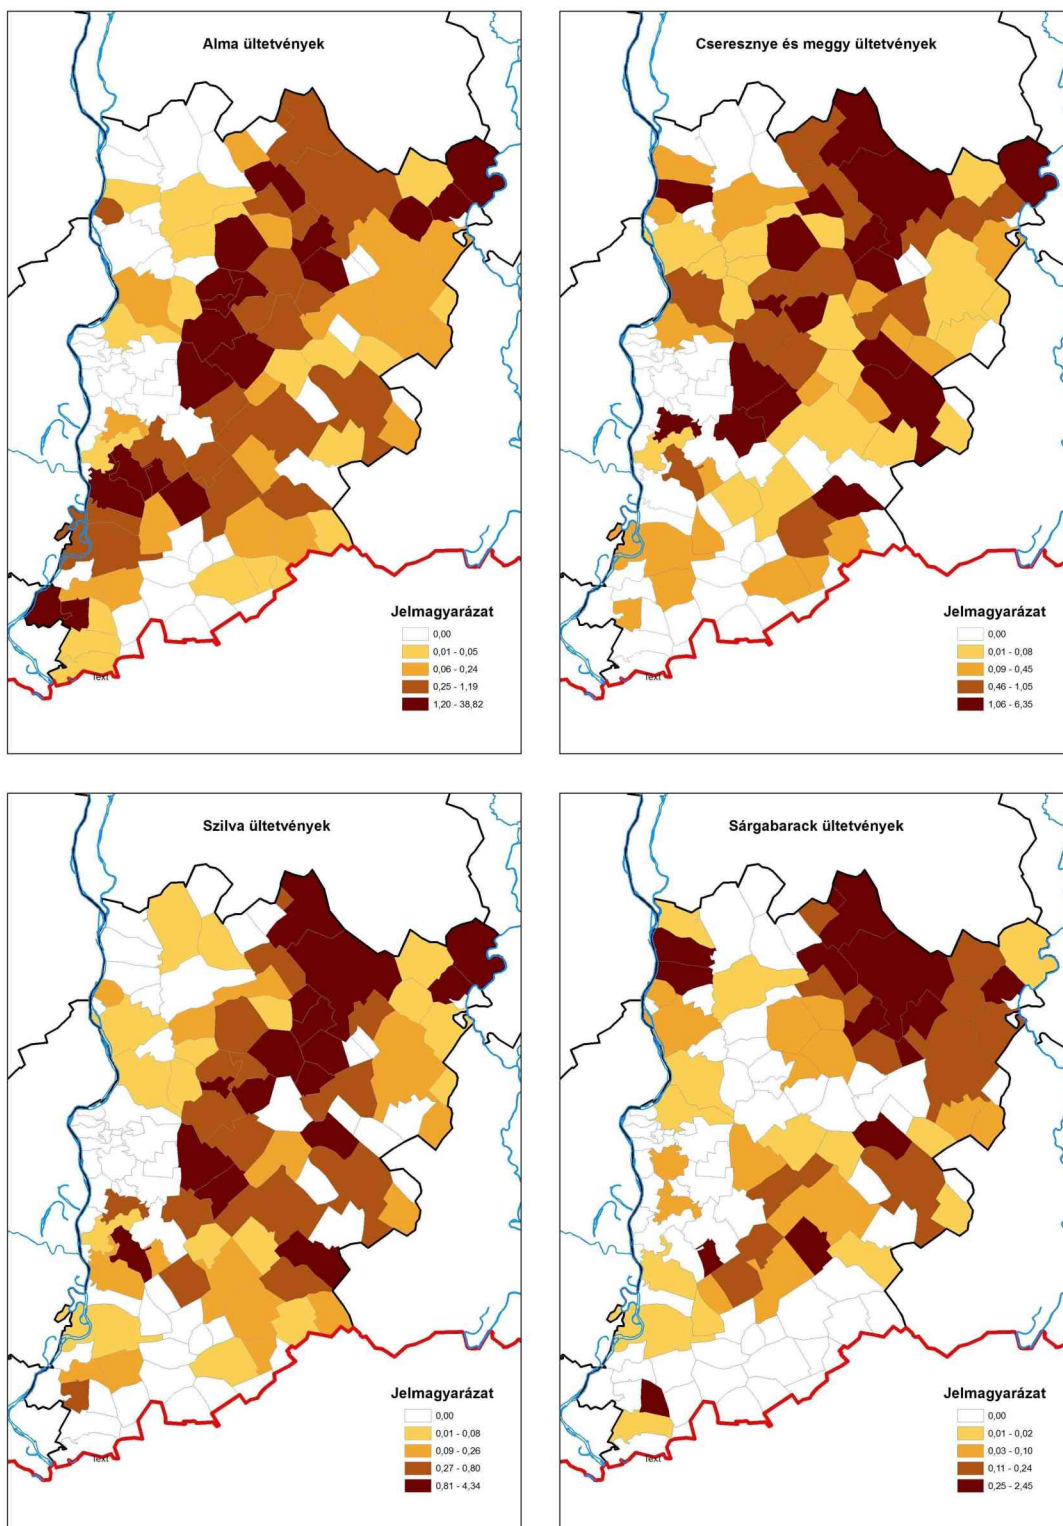 Alma ültetvények
Jelmagyarázat
0,00
0,01 - 0,05
0,06 - 0,24
0,25 - 1,19
1,20 - 38,82
Text
Cseresznye és meggy ültetvények
Jelmagyarázat
0,00
0,01 - 0,08
0,09 - 0,45
0,46 - 1,05
1,06 - 6,35
Text
Szilva ültetvények
Jelmagyarázat
0,00
0,01 - 0,08
0,09 - 0,26
0,27 - 0,80
0,81 - 4,34
Text
Sárgabarack ültetvények
Jelmagyarázat
0,00
0,01 - 0,02
0,03 - 0,10
0,11 - 0,24
0,25 - 2,45
Text